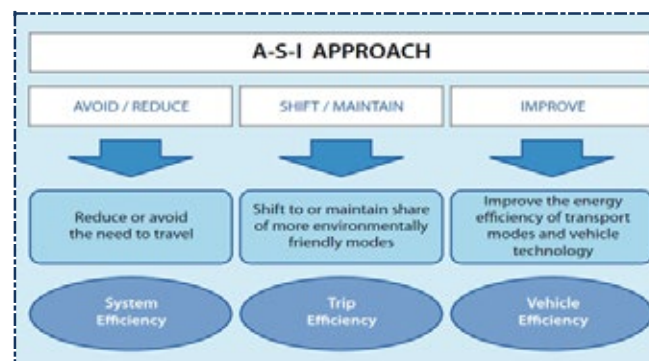 A-S-I APPROACH
AVOID / REDUCE
SHIFT / MAINTAIN
IMPROVE
Reduce or avoid
the need to travel
Shift to or maintain share
of more environmentally
friendly modes
Improve the energy
efficiency of transport
modes and vehicle
technology
System
Efficiency
Trip
Efficiency
Vehicle
Efficiency